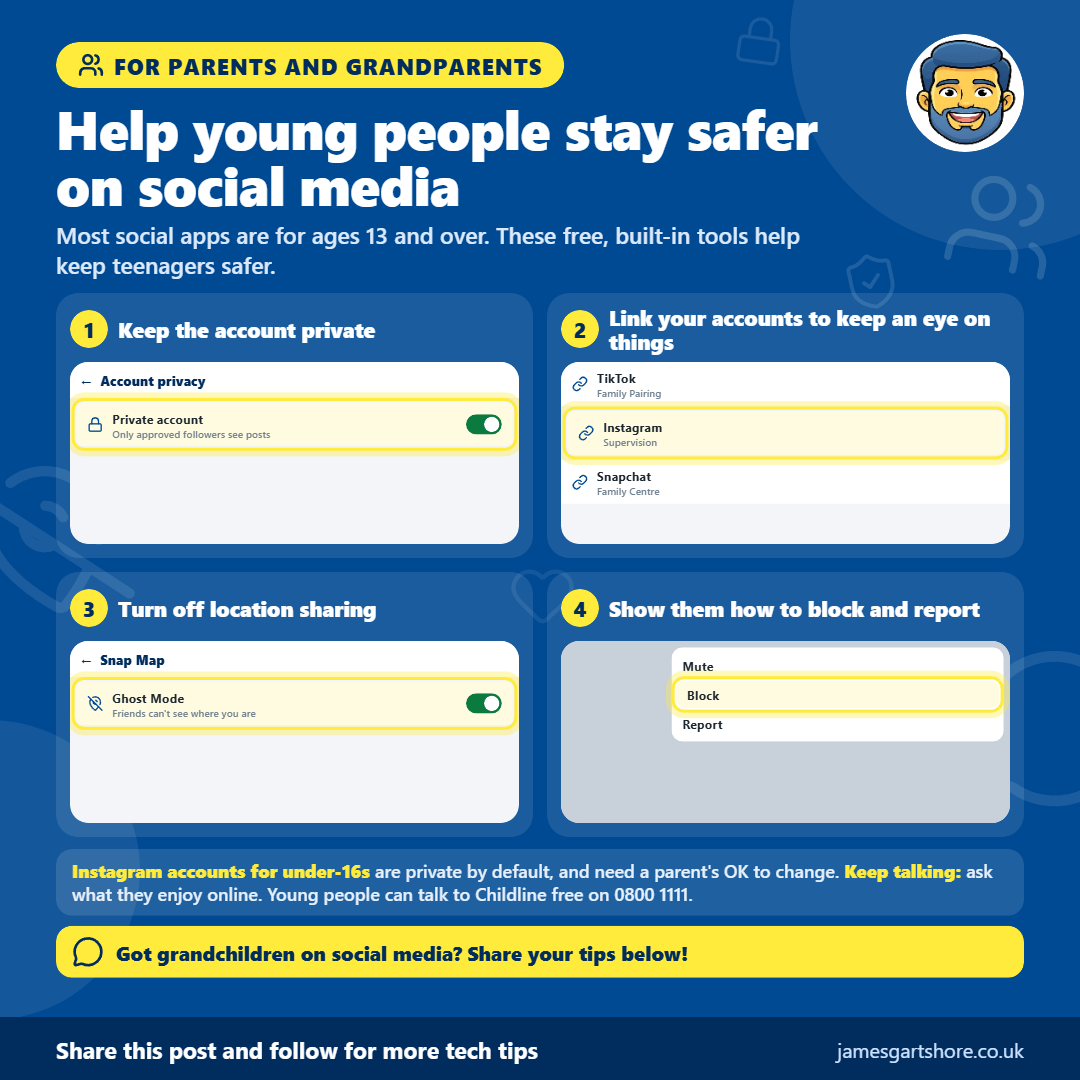 FOR PARENTS AND GRANDPARENTS
Help young people stay safer
on social media
Most social apps are for ages 13 and over. These free, built-in tools help
keep teenagers safer.
1 Keep the account private
← Account privacy
Private account
Only approved followers see posts
2 Link your accounts to keep an eye on
things
TikTok
Family Pairing
Instagram
Supervision
Snapchat
Family Centre
3 Turn off location sharing
← Snap Map
Ghost Mode
Friends can't see where you are
4 Show them how to block and report
Mute
Block
Report
Instagram accounts for under-16s are private by default, and need a parent's OK to change. Keep talking: ask
what they enjoy online. Young people can talk to Childline free on 0800 1111.
Got grandchildren on social media? Share your tips below!
Share this post and follow for more tech tips
jamesgartshore.co.uk